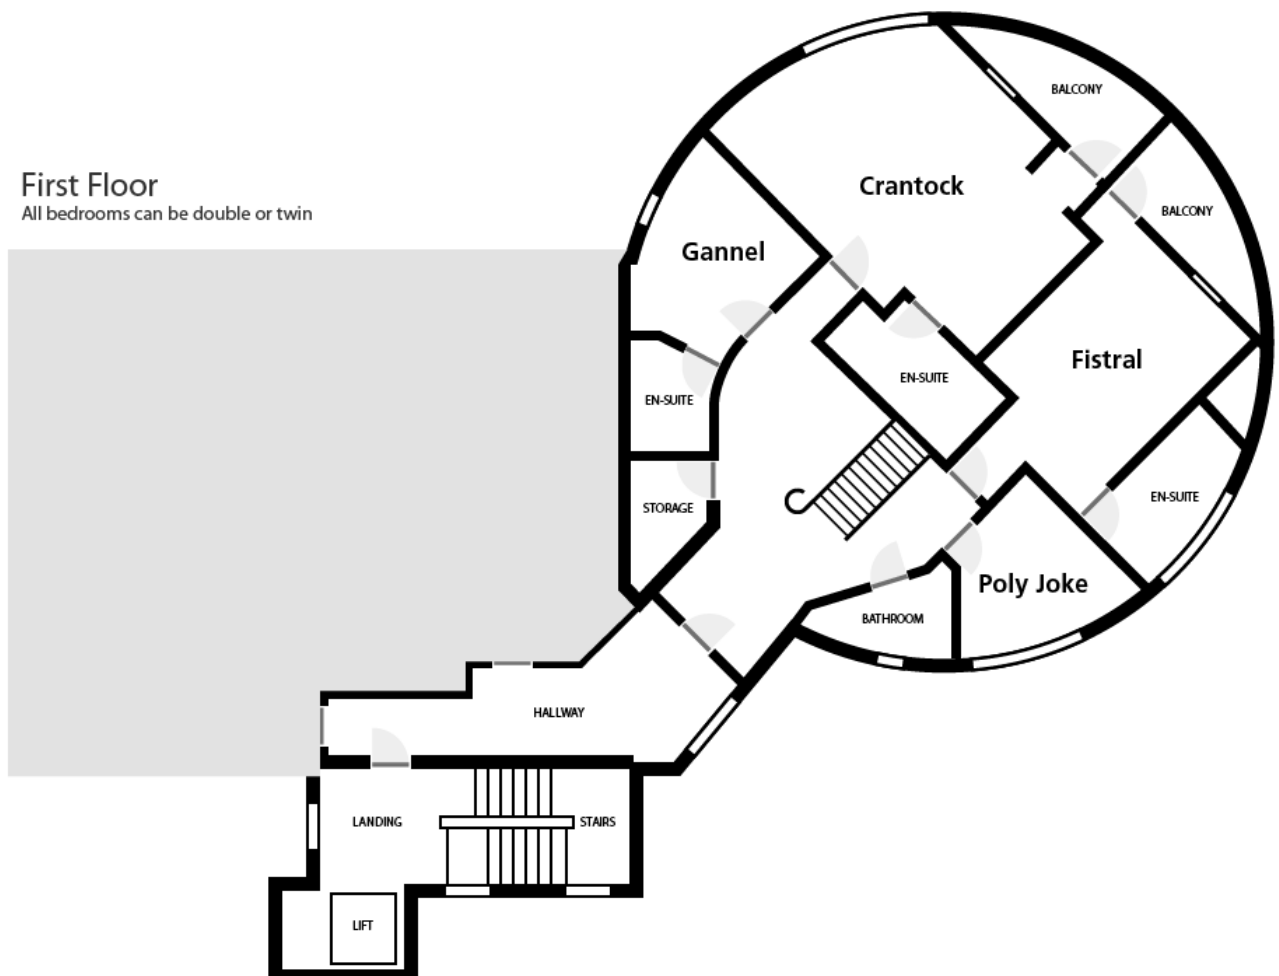 First Floor
All bedrooms can be double or twin
BALCONY
Crantock
BALCONY
Gannel
Fistral
EN-SUITE
EN-SUITE
EN-SUITE
STORAGE
Poly Joke
BATHROOM
HALLWAY
LANDING
STAIRS
LIFT